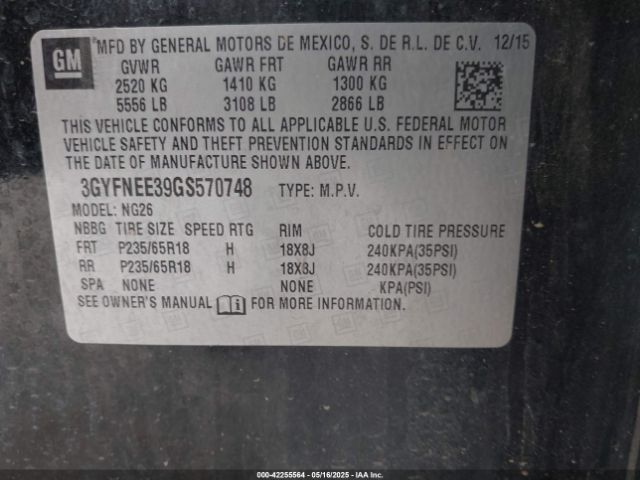 GM MFD BY GENERAL MOTORS DE MEXICO, S. DE R.L. DE C.V. 12/15
GVWR GAWR FRT GAWR RR
2520 KG 1410 KG 1300 KG
5556 LB 3108 LB 2866 LB
THIS VEHICLE CONFORMS TO ALL APPLICABLE U.S. FEDERAL MOTOR
VEHICLE SAFETY AND THEFT PREVENTION STANDARDS IN EFFECT ON
THE DATE OF MANUFACTURE SHOWN ABOVE.
3GYFNEE39GS570748 TYPE: M.P.V.
MODEL: NG26
NBBG TIRE SIZE SPEED RTG RIM COLD TIRE PRESSURE
FRT P235/65R18 H 18X8J 240KPA(35PSI)
RR P235/65R18 H 18X8J 240KPA(35PSI)
SPA NONE NONE KPA(PSI)
SEE OWNER'S MANUAL FOR MORE INFORMATION.
000-42255564 - 05/16/2025 - IAA Inc.